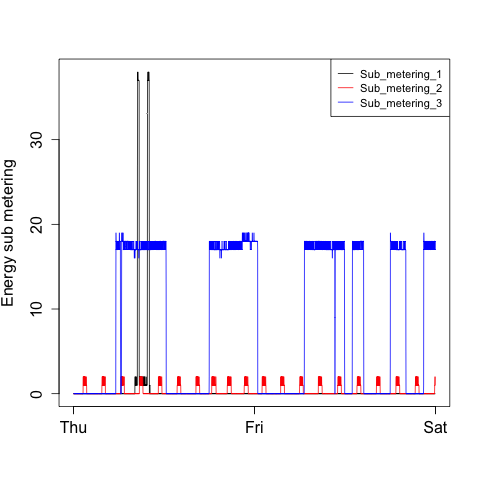 Sub_metering_1
Sub_metering_2
Sub_metering_3
Energy sub metering
30
20
10
0
Thu
Fri
Sat